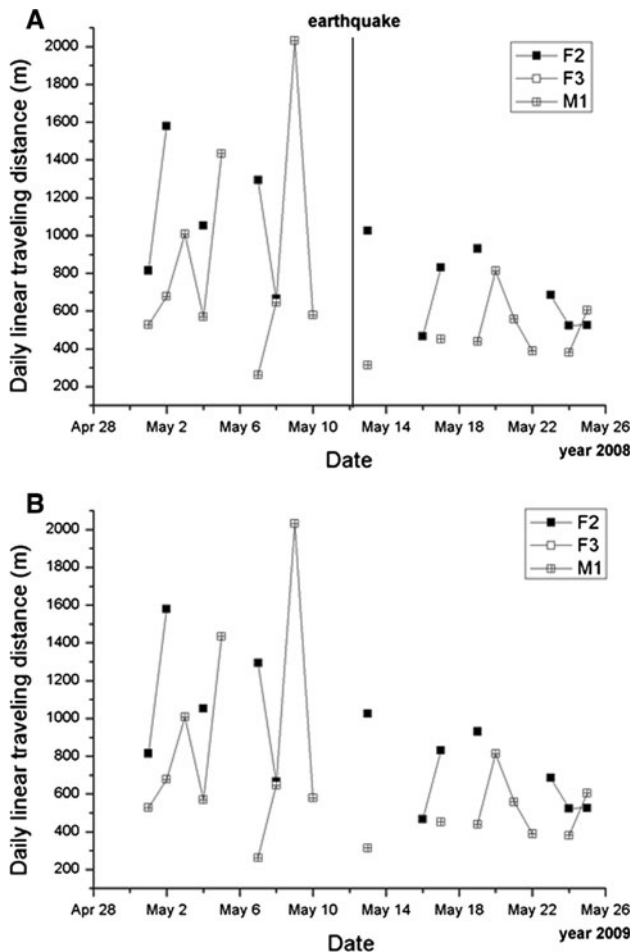 A
earthquake
F2
F3
M1
Daily linear traveling distance (m)
2000
1800
1600
1400
1200
1000
800
600
400
200
Apr 28
May 2
May 6
May 10
May 14
May 18
May 22
May 26
Date
year 2008
B
F2
F3
M1
Daily linear traveling distance (m)
2000
1800
1600
1400
1200
1000
800
600
400
200
Apr 28
May 2
May 6
May 10
May 14
May 18
May 22
May 26
Date
year 2009